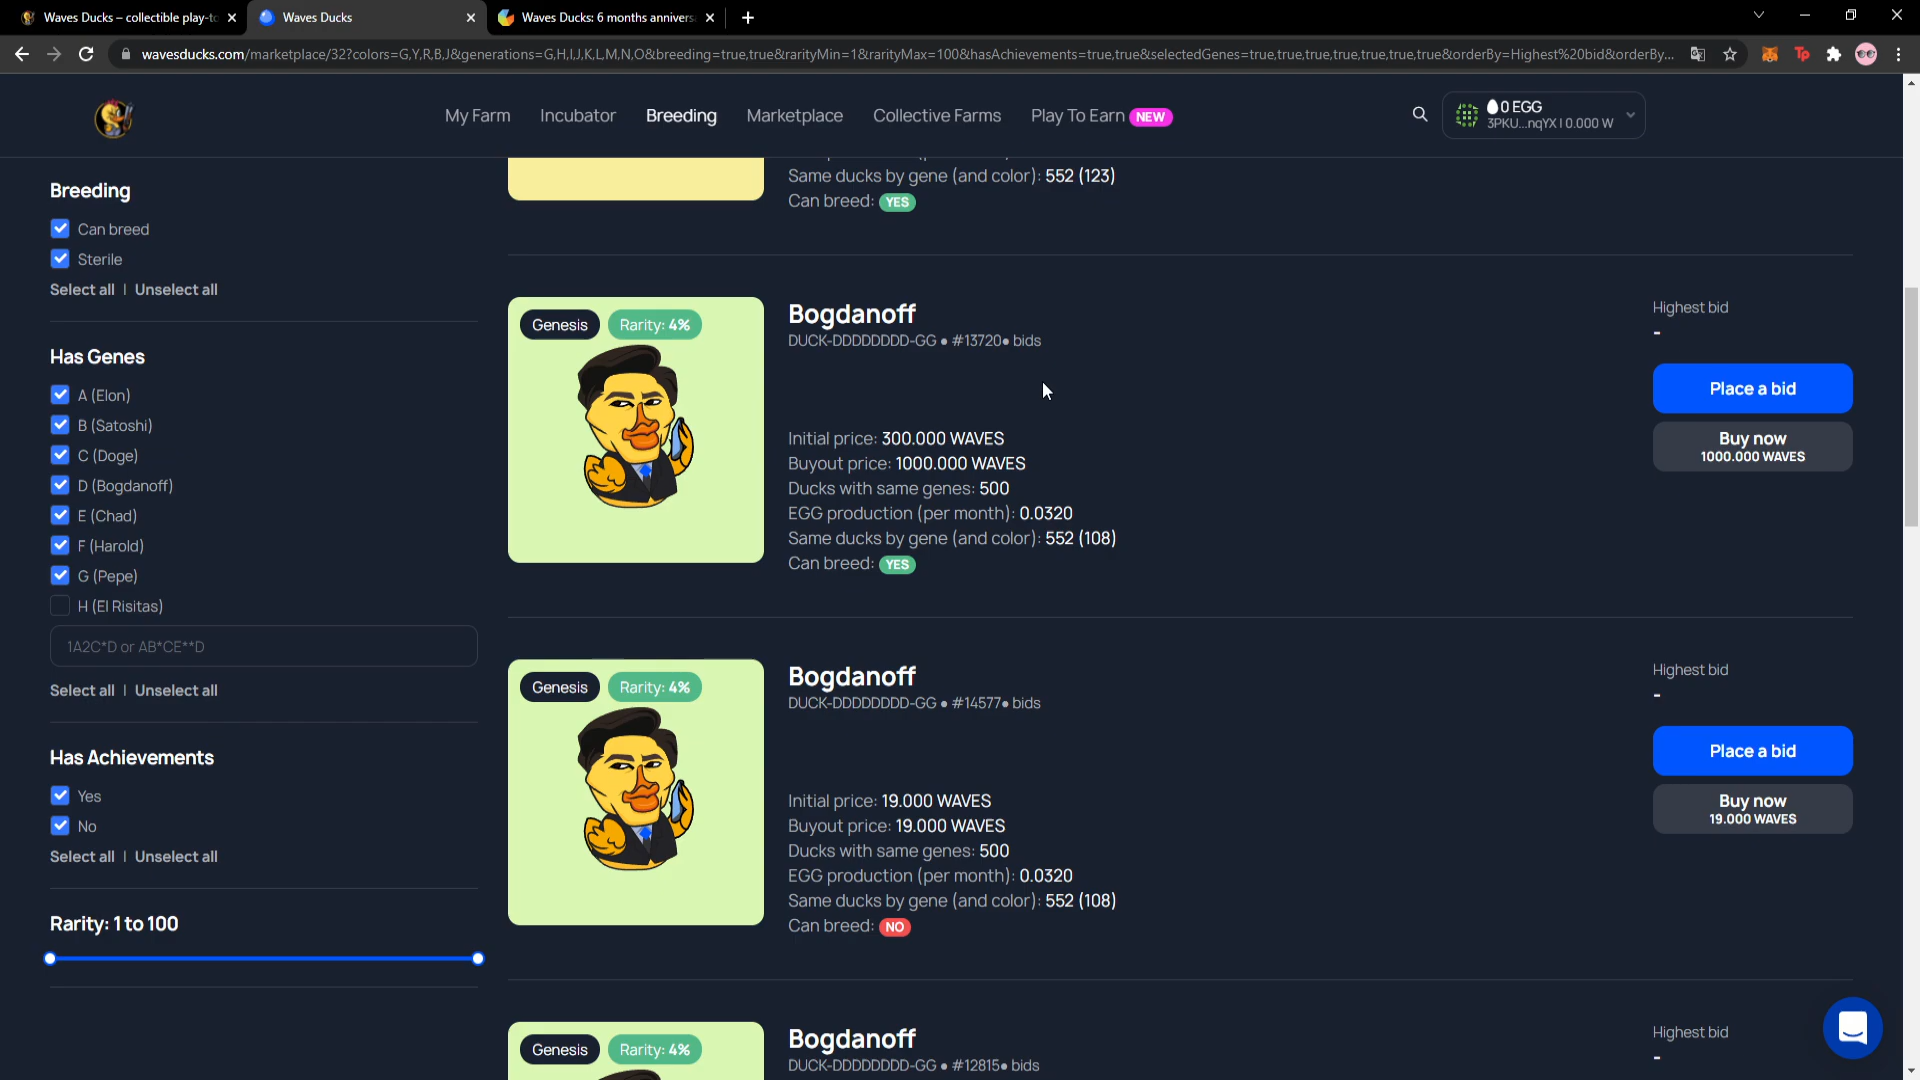 Waves Ducks – collectible play-to
Waves Ducks
Waves Ducks: 6 months annivers
wavesducks.com/marketplace/32?colors=G,Y,R,B,J&generations=G,H,I,J,K,L,M,N,O&breeding=true,true&rarityMin=1&rarityMax=100&hasAchievements=true,true&selectedGenes=true,true,true,true,true,true,true&orderBy=Highest%20bid&orderBy...
My Farm
Incubator
Breeding
Marketplace
Collective Farms
Play To Earn NEW
0 EGG
3PKU...nqYX | 0.000 W
Breeding
Can breed
Sterile
Select all | Unselect all
Has Genes
A (Elon)
B (Satoshi)
C (Doge)
D (Bogdanoff)
E (Chad)
F (Harold)
G (Pepe)
H (El Risitas)
1A2C*D or AB*CE**D
Select all | Unselect all
Has Achievements
Yes
No
Select all | Unselect all
Rarity: 1 to 100
Same ducks by gene (and color): 552 (123)
Can breed: YES
Genesis
Rarity: 4%
Bogdanoff
DUCK-DDDDDDDD-GG • #13720• bids
Initial price: 300.000 WAVES
Buyout price: 1000.000 WAVES
Ducks with same genes: 500
EGG production (per month): 0.0320
Same ducks by gene (and color): 552 (108)
Can breed: YES
Highest bid
-
Place a bid
Buy now
1000.000 WAVES
Genesis
Rarity: 4%
Bogdanoff
DUCK-DDDDDDDD-GG • #14577• bids
Initial price: 19.000 WAVES
Buyout price: 19.000 WAVES
Ducks with same genes: 500
EGG production (per month): 0.0320
Same ducks by gene (and color): 552 (108)
Can breed: NO
Highest bid
-
Place a bid
Buy now
19.000 WAVES
Genesis
Rarity: 4%
Bogdanoff
DUCK-DDDDDDDD-GG • #12815• bids
Highest bid
-